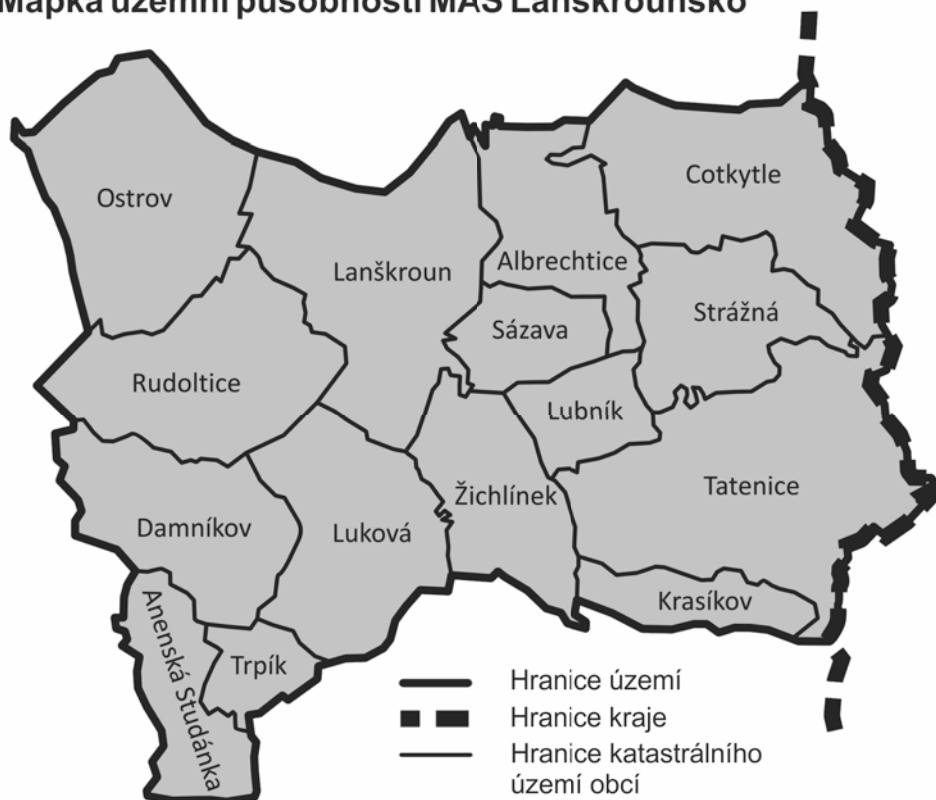 Mapka územní působnosti MAS Lanškrounsko
Ostrov
Cotkytle
Lanškroun
Albrechtice
Strážná
Sázava
Rudoltice
Lubník
Tatenice
Žichlínek
Damníkov
Luková
Krasíkov
Anenská Studánka
Trpík
Hranice území
Hranice kraje
Hranice katastrálního
území obcí